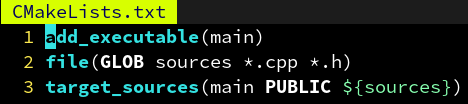 CMakeLists.txt
1 add_executable(main)
2 file(GLOB sources *.cpp *.h)
3 target_sources(main PUBLIC ${sources})